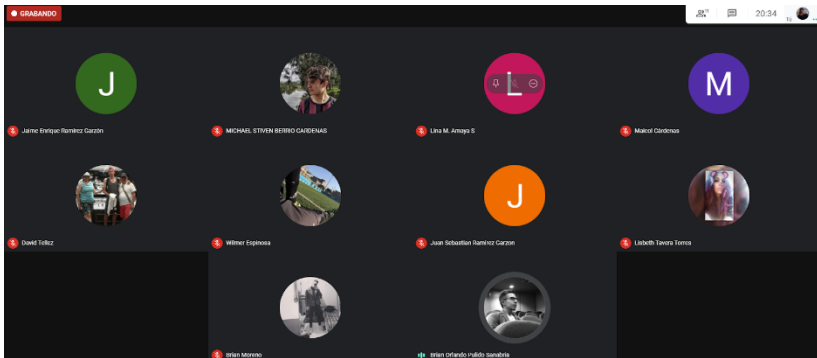 GRABANDO
20:34
J
L
M
Jaime Enrique Ramírez Garzón
MICHAEL STIVEN BERRIO CARDENAS
Lina M. Amaya S
Maicol Cárdenas
J
David Tellez
Wilmer Espinosa
Juan Sebastian Ramirez Garzon
Lisbeth Tavera Torres
Brian Moreno
Brian Orlando Pulido Sanabria